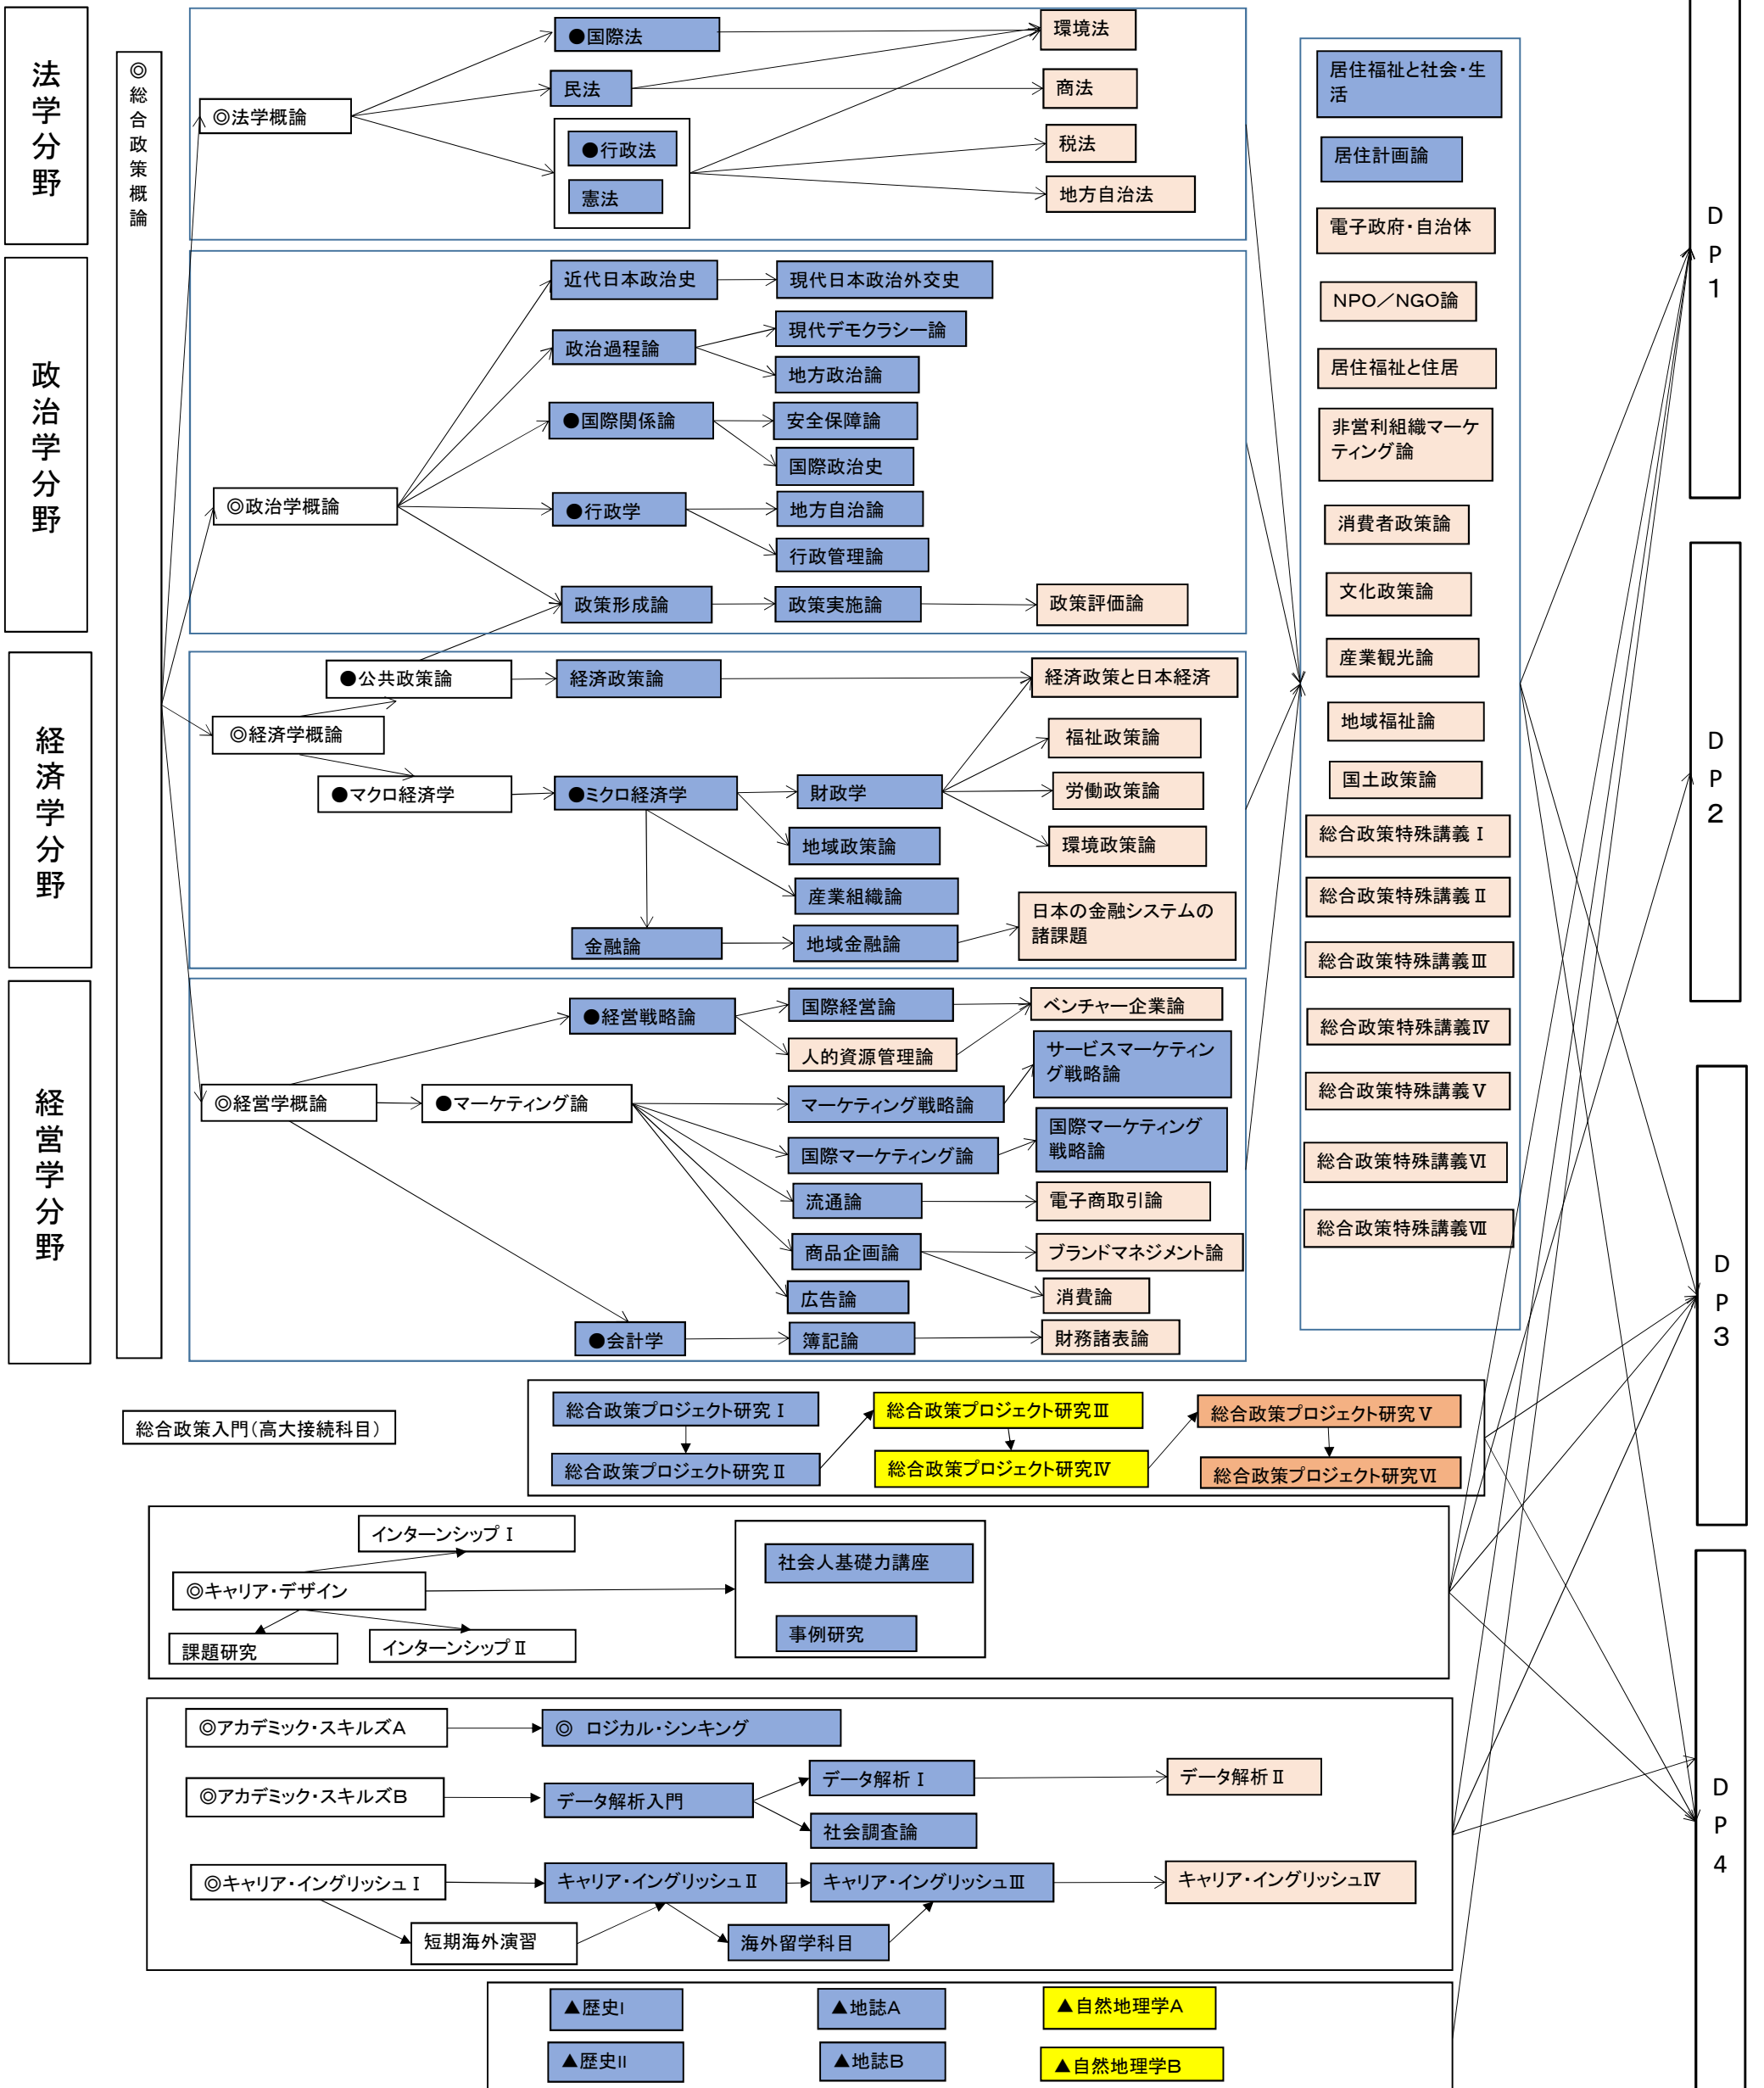 法学分野
政治学分野
経済学分野
経営学分野
◎総合政策概論
◎法学概論
●国際法
民法
●行政法
憲法
環境法
商法
税法
地方自治法
◎政治学概論
近代日本政治史
現代日本政治外交史
政治過程論
現代デモクラシー論
地方政治論
●国際関係論
安全保障論
国際政治史
●行政学
地方自治論
行政管理論
政策形成論
政策実施論
政策評価論
●公共政策論
経済政策論
経済政策と日本経済
◎経済学概論
●マクロ経済学
●ミクロ経済学
財政学
福祉政策論
労働政策論
環境政策論
地域政策論
産業組織論
金融論
地域金融論
日本の金融システムの
諸課題
●経営戦略論
国際経営論
ベンチャー企業論
人的資源管理論
◎経営学概論
●マーケティング論
マーケティング戦略論
サービスマーケティン
グ戦略論
国際マーケティング論
国際マーケティング
戦略論
流通論
電子商取引論
商品企画論
ブランドマネジメント論
広告論
消費論
●会計学
簿記論
財務諸表論
居住福祉と社会・生
活
居住計画論
電子政府・自治体
NPO／NGO論
居住福祉と住居
非営利組織マーケ
ティング論
消費者政策論
文化政策論
産業観光論
地域福祉論
国土政策論
総合政策特殊講義Ⅰ
総合政策特殊講義Ⅱ
総合政策特殊講義Ⅲ
総合政策特殊講義Ⅳ
総合政策特殊講義Ⅴ
総合政策特殊講義Ⅵ
総合政策特殊講義Ⅶ
DP1
DP2
DP3
DP4
総合政策入門（高大接続科目）
総合政策プロジェクト研究Ⅰ
総合政策プロジェクト研究Ⅱ
総合政策プロジェクト研究Ⅲ
総合政策プロジェクト研究Ⅳ
総合政策プロジェクト研究Ⅴ
総合政策プロジェクト研究Ⅵ
インターンシップⅠ
◎キャリア・デザイン
課題研究
インターンシップⅡ
社会人基礎力講座
事例研究
◎アカデミック・スキルズA
◎　ロジカル・シンキング
◎アカデミック・スキルズB
データ解析入門
データ解析Ⅰ
データ解析Ⅱ
社会調査論
◎キャリア・イングリッシュⅠ
キャリア・イングリッシュⅡ
キャリア・イングリッシュⅢ
キャリア・イングリッシュⅣ
短期海外演習
海外留学科目
▲歴史I
▲地誌A
▲自然地理学A
▲歴史II
▲地誌B
▲自然地理学B